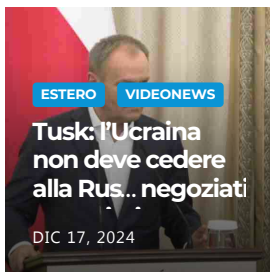 ESTERO VIDEONEWS
Tusk: l'Ucraina
non deve cedere
alla Rus... negoziati
DIC 17, 2024